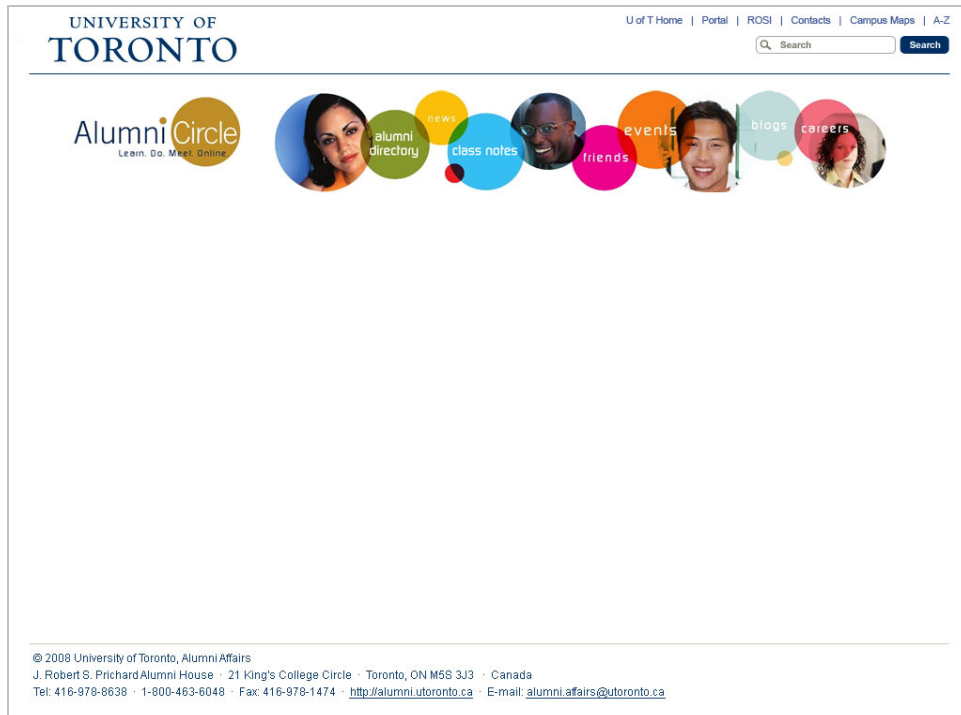 UNIVERSITY OF
TORONTO
U of T Home | Portal | ROSI | Contacts | Campus Maps | A-Z
Search Search
Alumni Circle
Learn. Do. Meet. Online.
alumni
directory
news
class notes
friends
events
blogs
careers
© 2008 University of Toronto, Alumni Affairs
J. Robert S. Prichard Alumni House · 21 King's College Circle · Toronto, ON M5S 3J3 · Canada
Tel: 416-978-8638 · 1-800-463-6048 · Fax: 416-978-1474 · http://alumni.utoronto.ca · E-mail: alumni.affairs@utoronto.ca